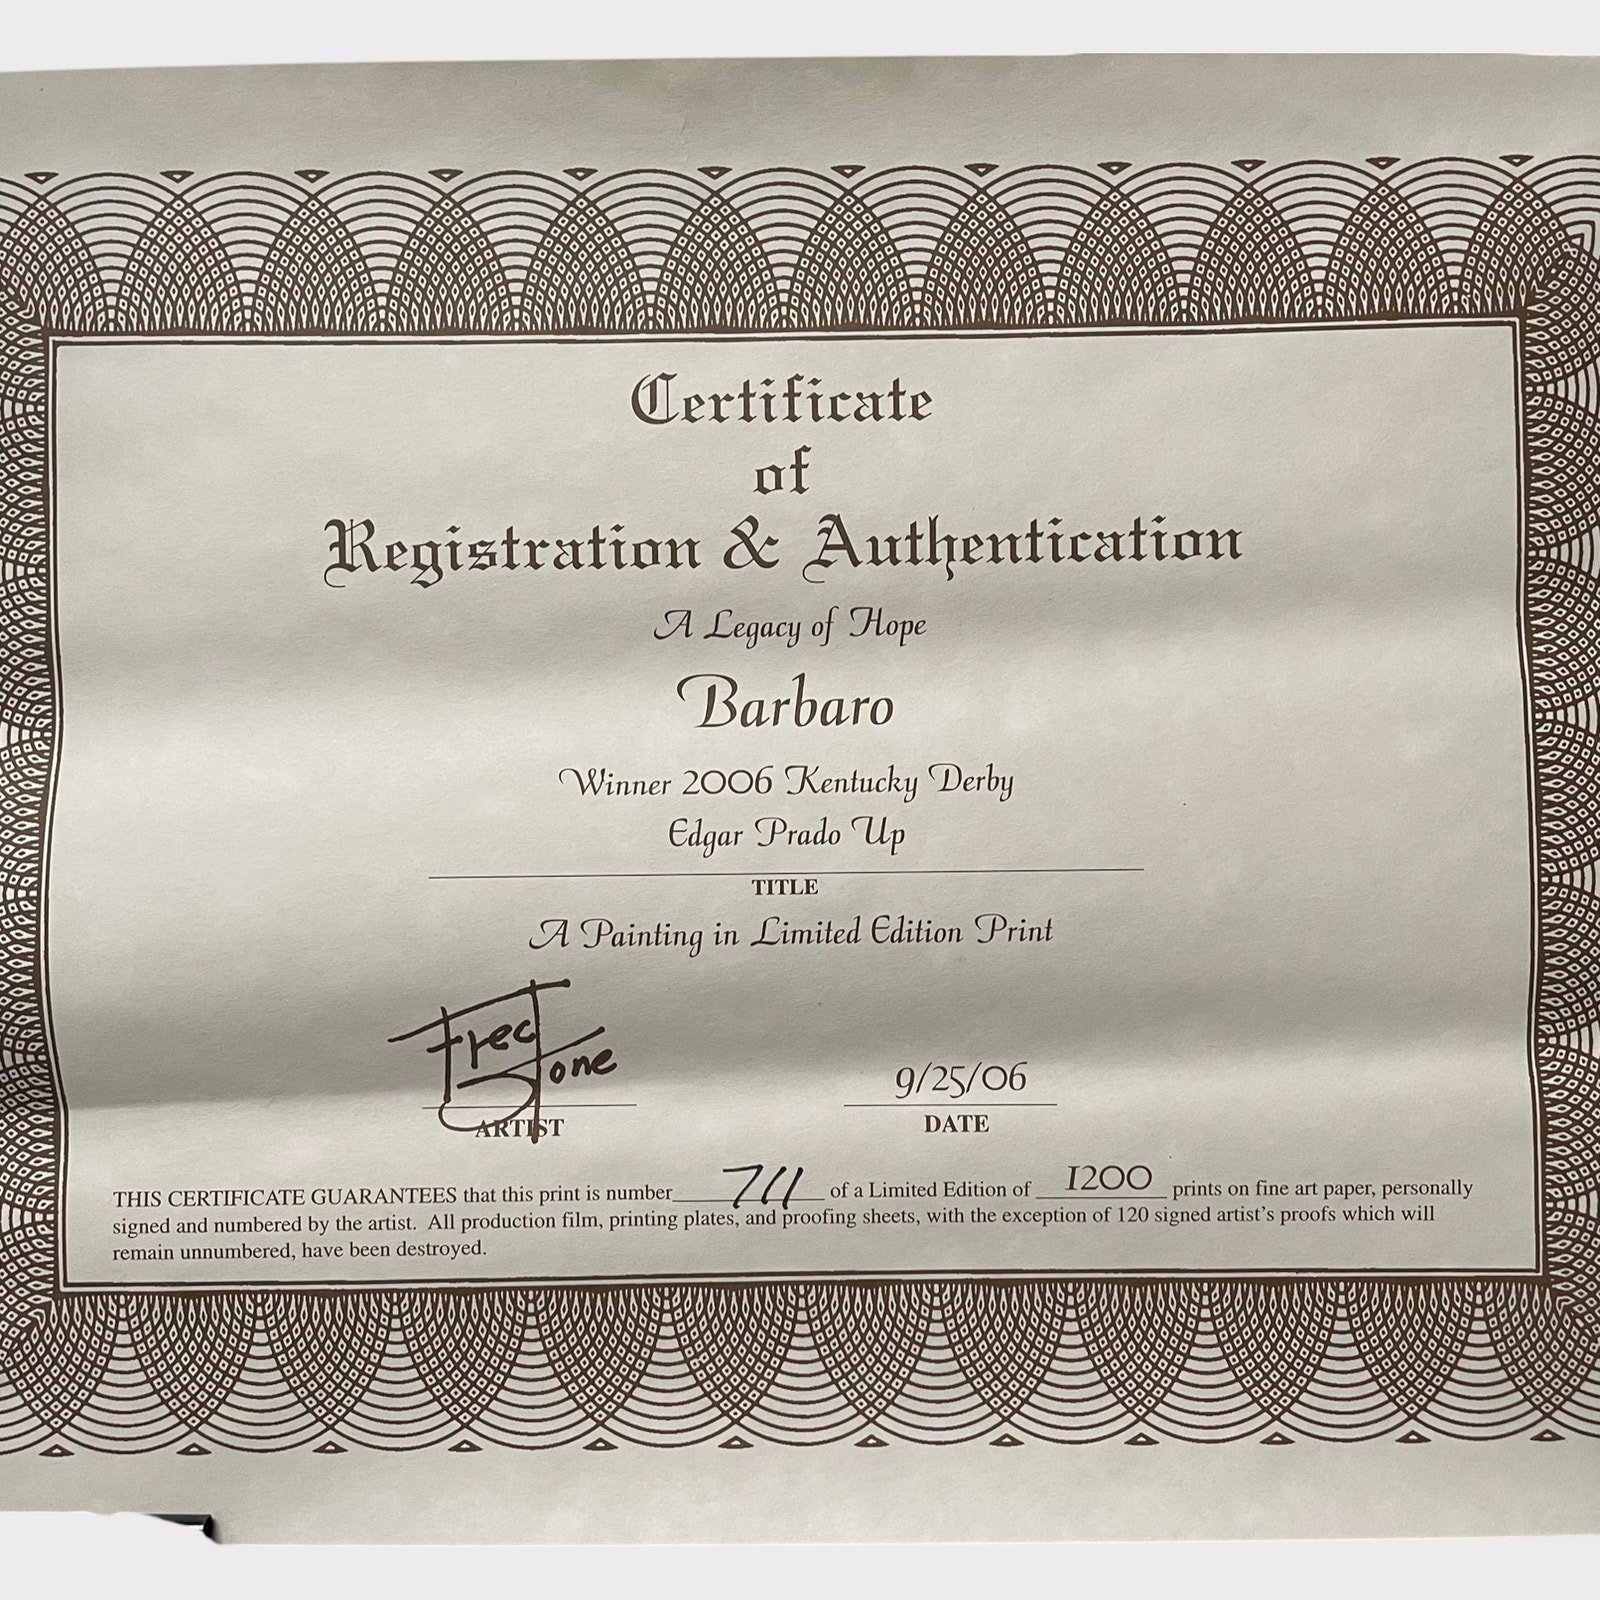 Certificate
of
Registration & Authentication
A Legacy of Hope
Barbaro
Winner 2006 Kentucky Derby
Edgar Prado Up
TITLE
A Painting in Limited Edition Print
Fred
Stone
9/25/06
ARTIST
DATE
THIS CERTIFICATE GUARANTEES that this print is number 711 of a Limited Edition of 1200 prints on fine art paper, personally
signed and numbered by the artist. All production film, printing plates, and proofing sheets, with the exception of 120 signed artist's proofs which will
remain unnumbered, have been destroyed.